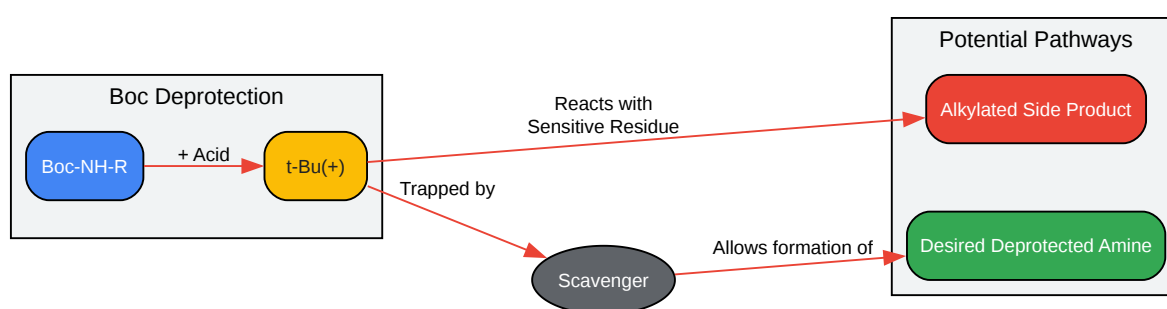 Potential Pathways
Boc Deprotection
Alkylated Side Product
Reacts with
Sensitive Residue
Boc-NH-R
+ Acid
t-Bu(+)
Trapped by
Allows formation of
Desired Deprotected Amine
Scavenger